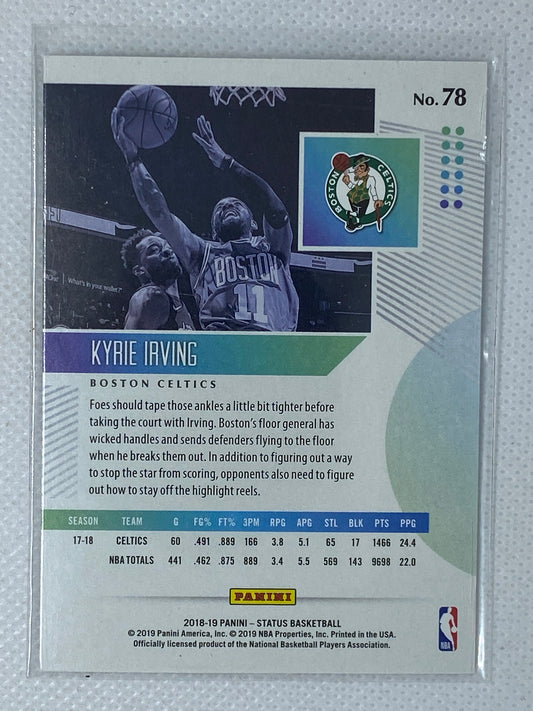 No. 78
BOSTON CELTICS
What's in your wallet?
BOSTON
11
KYRIE IRVING
BOSTON CELTICS
Foes should tape those ankles a little bit tighter before
taking the court with Irving. Boston's floor general has
wicked handles and sends defenders flying to the floor
when he breaks them out. In addition to figuring out a way
to stop the star from scoring, opponents also need to figure
out how to stay off the highlight reels.
SEASON TEAM G FG% FT% 3PM RPG APG STL BLK PTS PPG
17-18 CELTICS 60 .491 .889 166 3.8 5.1 65 17 1466 24.4
NBA TOTALS 441 .462 .875 889 3.4 5.5 569 143 9698 22.0
PANINI
2018-19 PANINI – STATUS BASKETBALL
© 2019 Panini America, Inc. © 2019 NBA Properties, Inc. Printed in the USA.
Officially licensed product of the National Basketball Players Association.
NBA